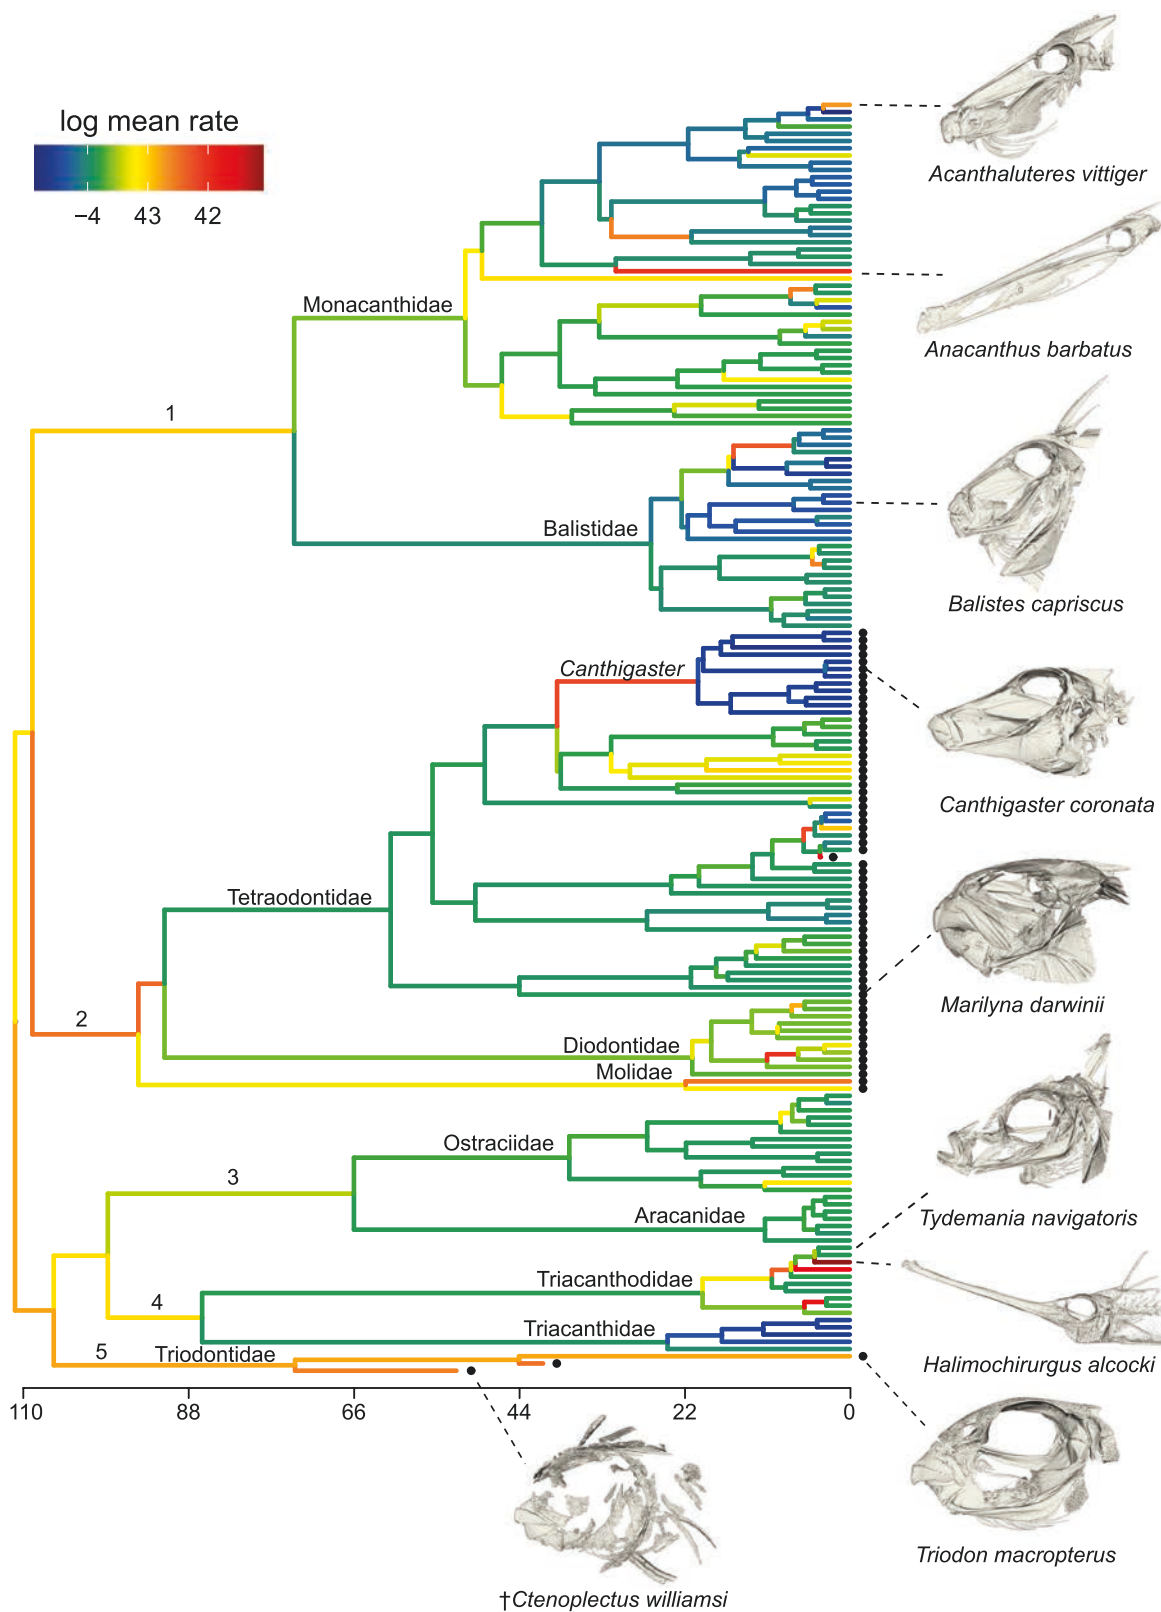 log mean rate
−4 43 42
Acanthaluteres vittiger
Monacanthidae
Anacanthus barbatus
1
Balistidae
Balistes capriscus
Canthigaster
Canthigaster coronata
Tetraodontidae
Marilyna darwinii
2
Diodontidae
Molidae
Ostraciidae
3
Aracanidae
Tydemania navigatoris
Triacanthodidae
4
Triacanthidae
Halimochirurgus alcocki
5
Triodontidae
110 88 66 44 22 0
Triodon macropterus
†Ctenoplectus williamsi